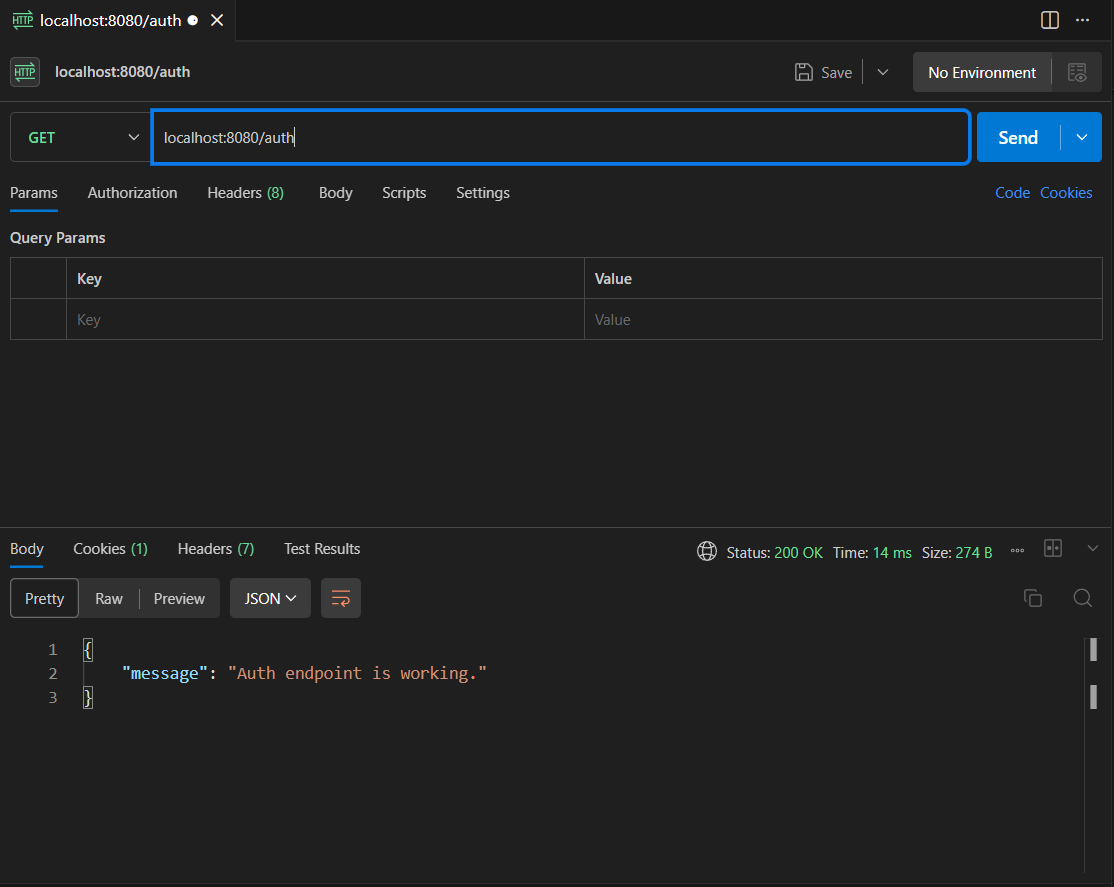 HTTP localhost:8080/auth
HTTP localhost:8080/auth Save No Environment
GET localhost:8080/auth Send
Params Authorization Headers (8) Body Scripts Settings Code Cookies
Query Params
Key Value
Key Value
Body Cookies (1) Headers (7) Test Results Status: 200 OK Time: 14 ms Size: 274 B
Pretty Raw Preview JSON
1 {
2 "message": "Auth endpoint is working."
3 }